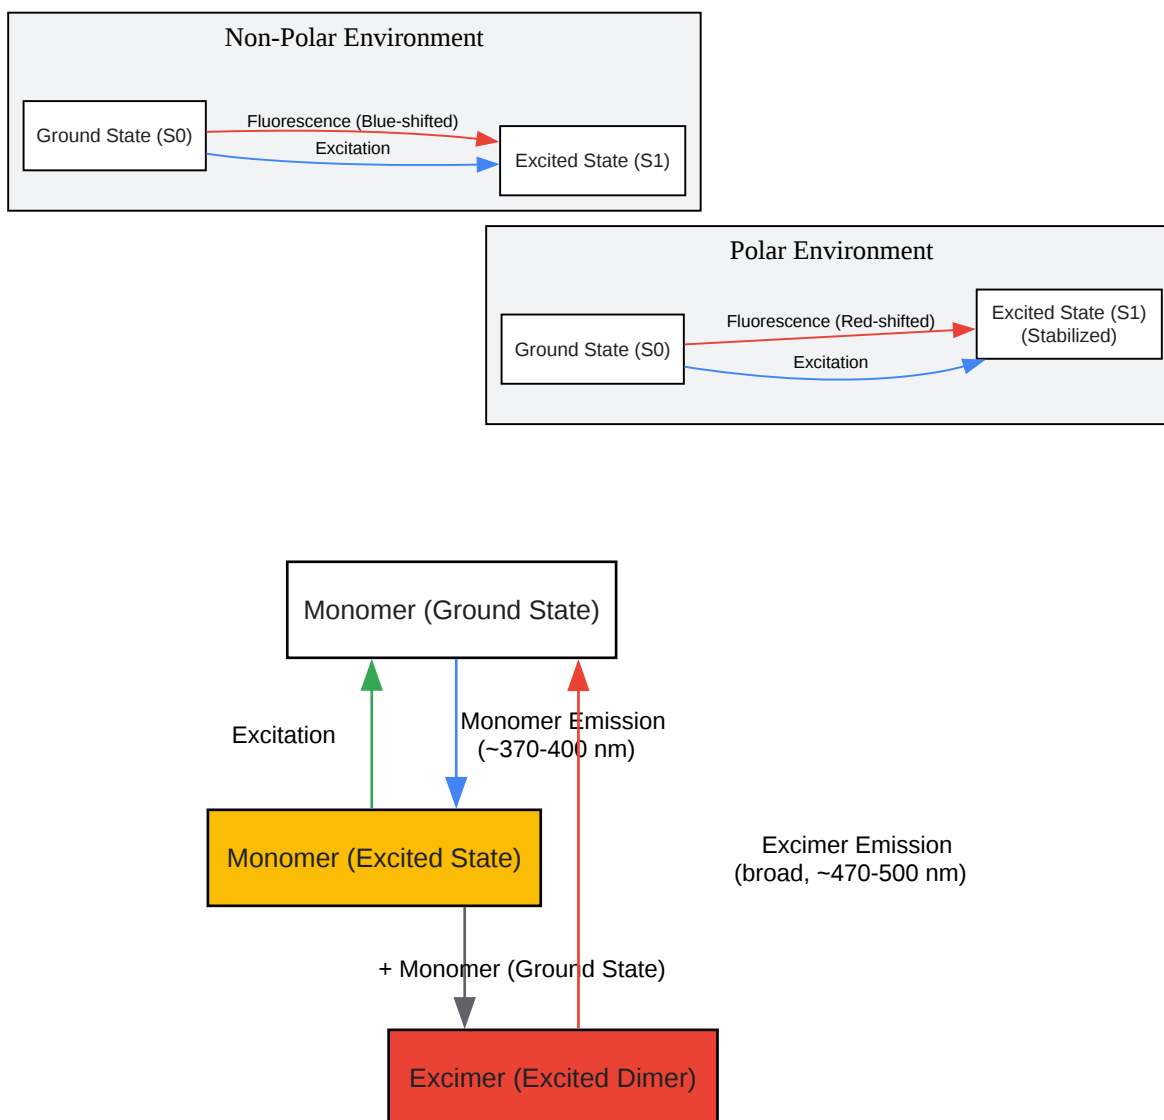 Non-Polar Environment
Ground State (S0)
Fluorescence (Blue-shifted)
Excitation
Excited State (S1)
Polar Environment
Ground State (S0)
Fluorescence (Red-shifted)
Excitation
Excited State (S1)
(Stabilized)
Monomer (Ground State)
Excitation
Monomer Emission
(~370-400 nm)
Monomer (Excited State)
Excimer Emission
(broad, ~470-500 nm)
+ Monomer (Ground State)
Excimer (Excited Dimer)